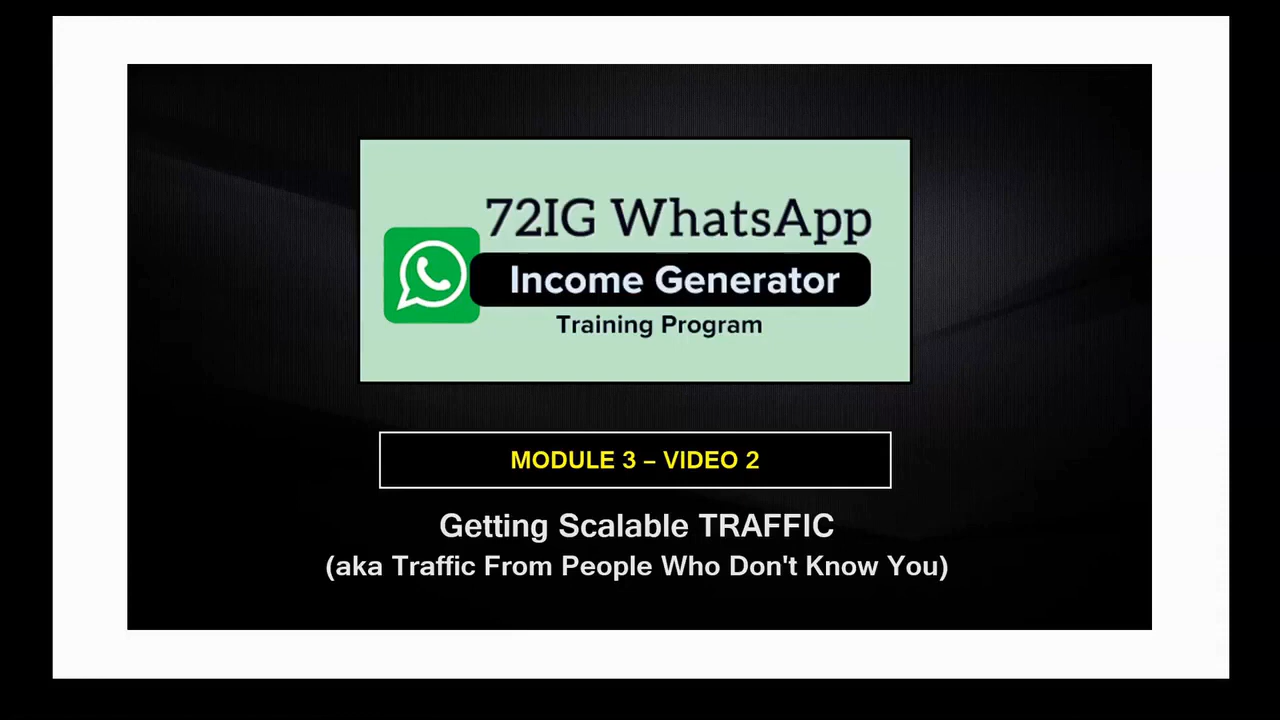 72IG WhatsApp
Income Generator
Training Program
MODULE 3 – VIDEO 2
Getting Scalable TRAFFIC
(aka Traffic From People Who Don't Know You)